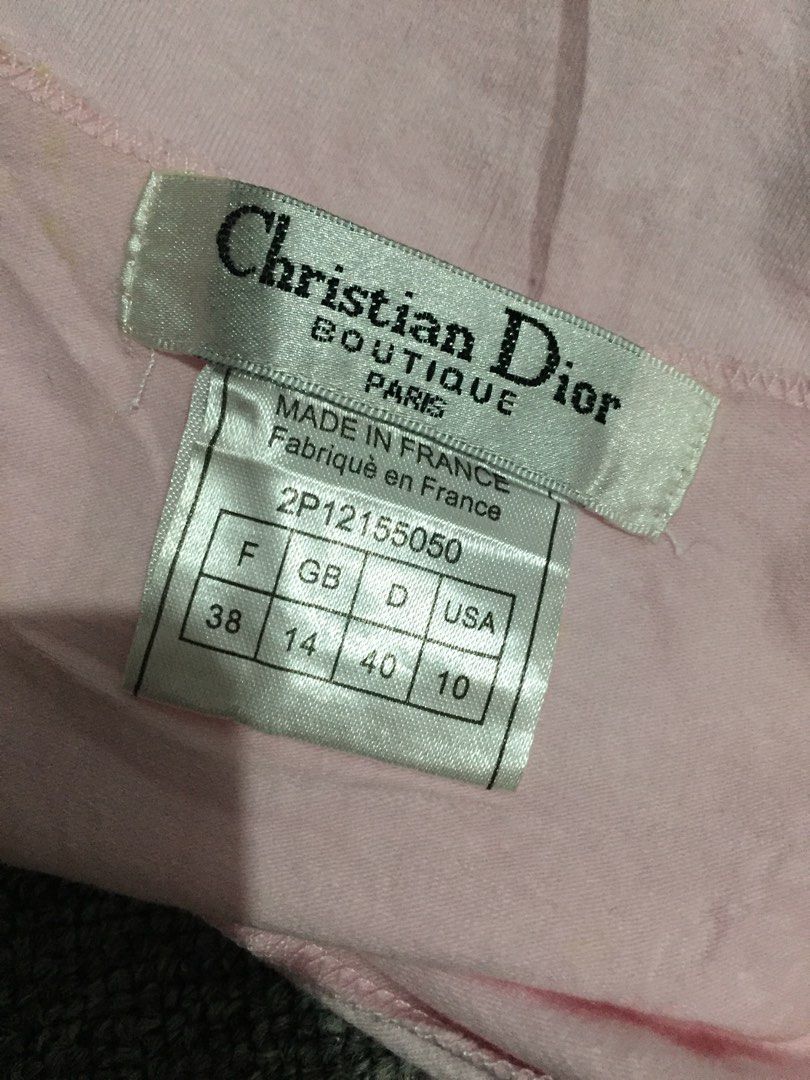 Christian Dior
BOUTIQUE
PARIS
MADE IN FRANCE
Fabriquè en France
2P12155050
F GB D USA
38 14 40 10